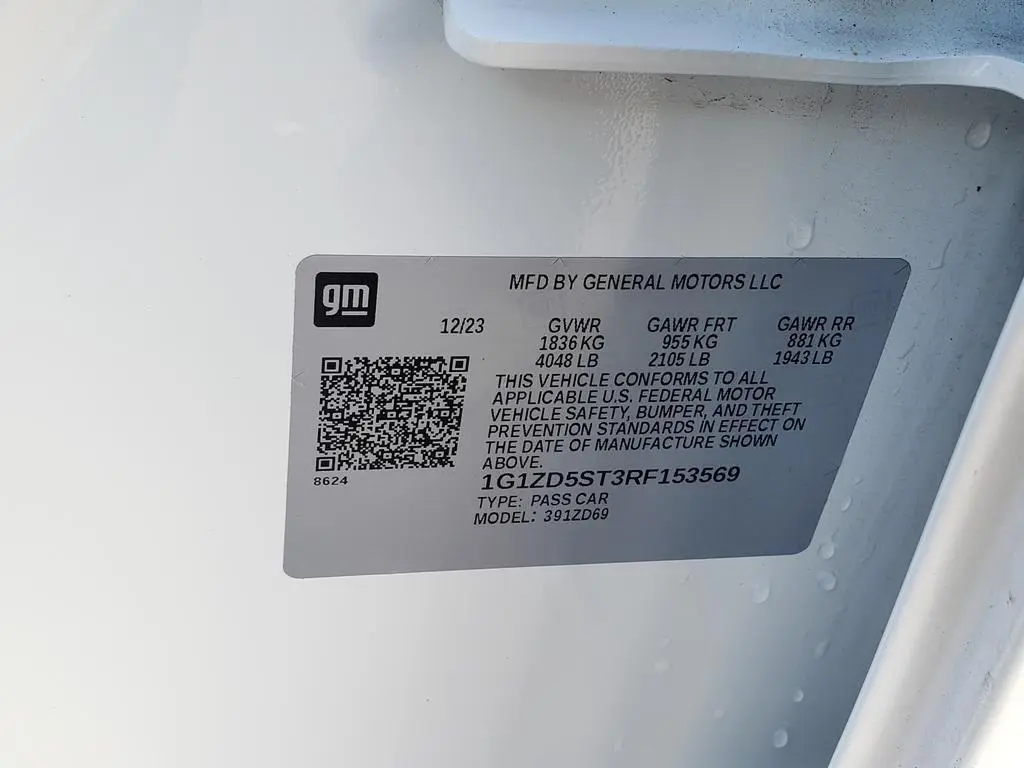 gm
MFD BY GENERAL MOTORS LLC
12/23 GVWR GAWR FRT GAWR RR
1836 KG 955 KG 881 KG
4048 LB 2105 LB 1943 LB
THIS VEHICLE CONFORMS TO ALL
APPLICABLE U.S. FEDERAL MOTOR
VEHICLE SAFETY, BUMPER, AND THEFT
PREVENTION STANDARDS IN EFFECT ON
THE DATE OF MANUFACTURE SHOWN
ABOVE.
8624
1G1ZD5ST3RF153569
TYPE: PASS CAR
MODEL: 391ZD69